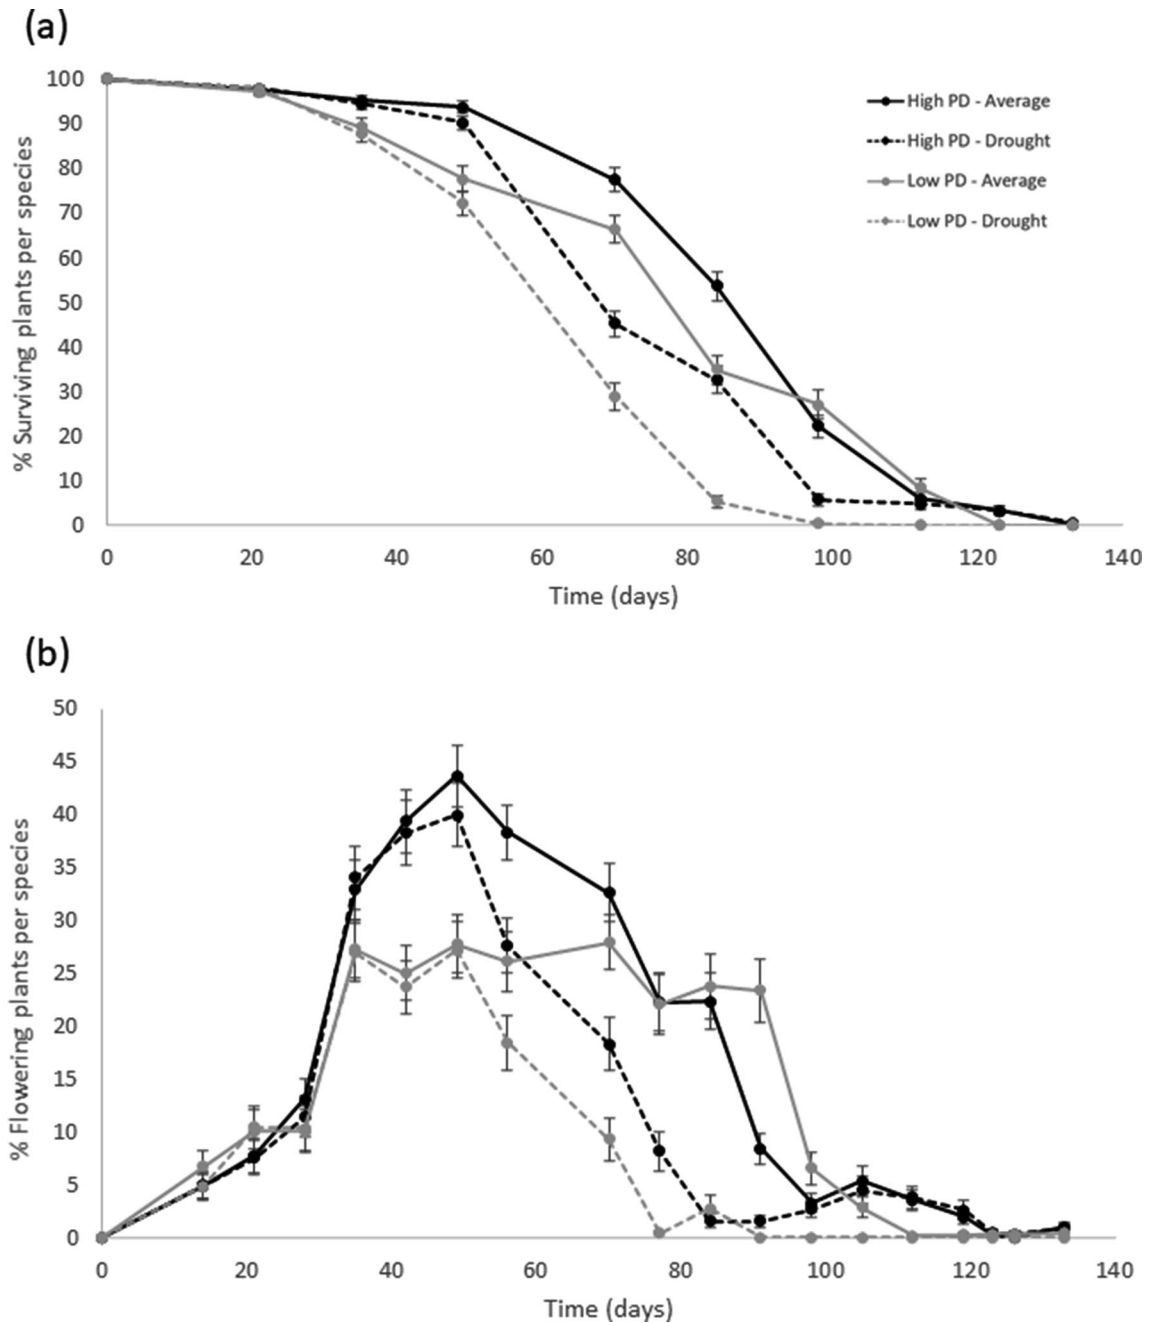 (a)
% Surviving plants per species
100
90
80
70
60
50
40
30
20
10
0
0 20 40 60 80 100 120 140
Time (days)
High PD - Average
High PD - Drought
Low PD - Average
Low PD - Drought
(b)
% Flowering plants per species
50
45
40
35
30
25
20
15
10
5
0
0 20 40 60 80 100 120 140
Time (days)